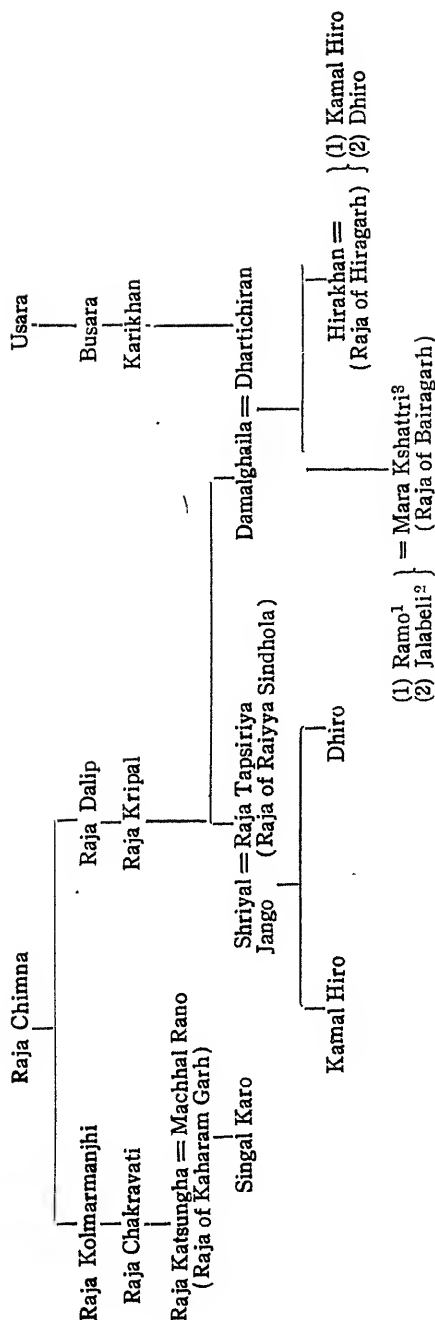 Raja Chimna
Usara
Raja Kolmarmanjhi
Raja Dalip
Busara
Raja Chakravati
Raja Kripal
Karikhan
Raja Katsungha = Machhal Rano
(Raja of Kaharam Garh)
Shriyal = Raja Tapsiriya
Jango (Raja of Raiyya Sindhola)
Damalghaila = Dhartichiran
Singal Karo
Kamal Hiro
Dhiro
Hirakhan = } (1) Kamal Hiro
(Raja of Hiragarh) (2) Dhiro
(1) Ramo¹
(2) Jalabeli² } = Mara Kshattri³
(Raja of Bairagarh)